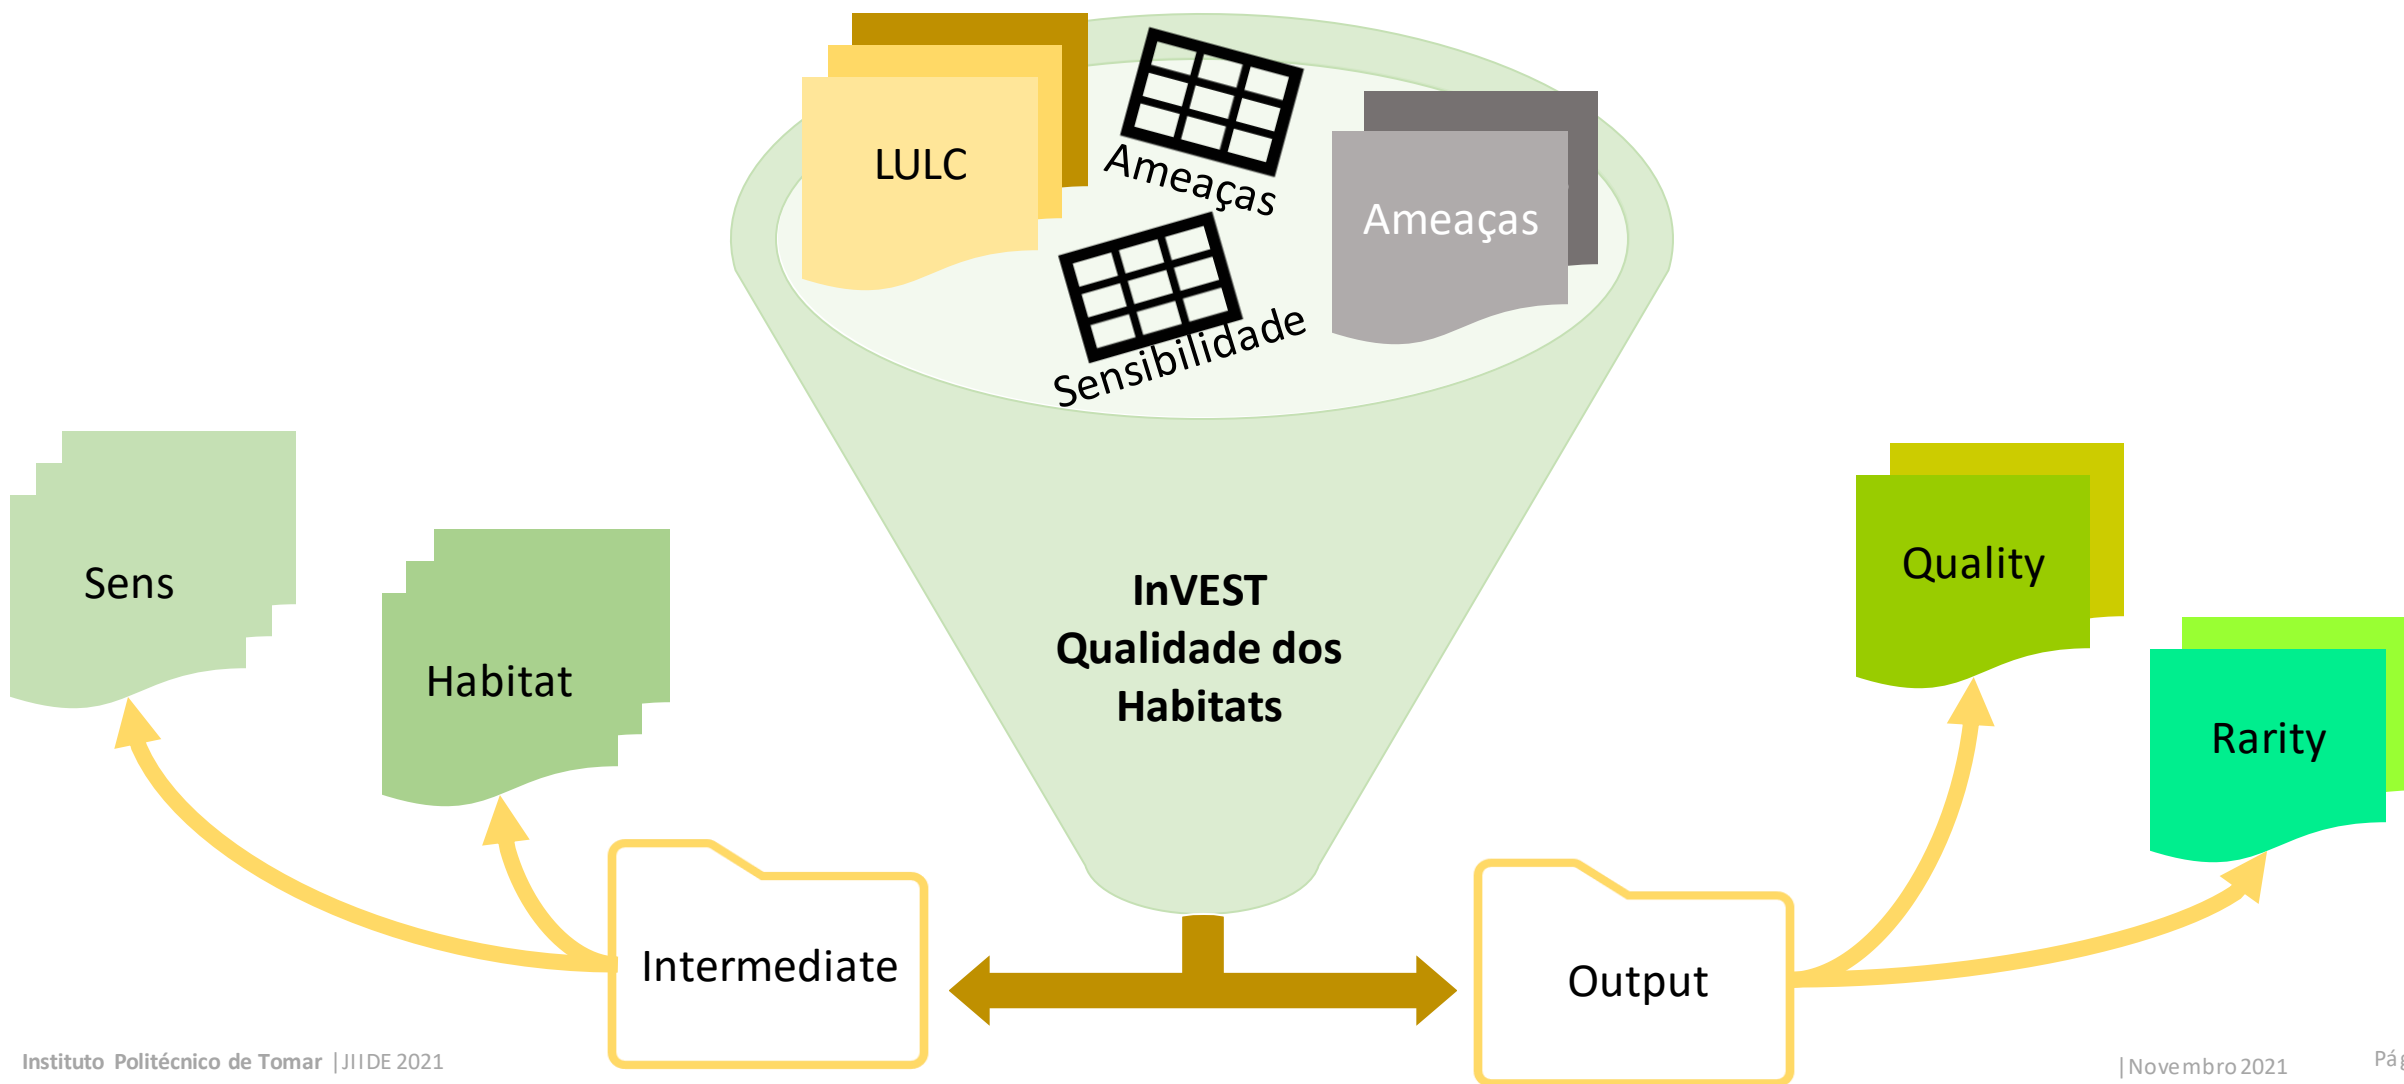 LULC
Ameaças
Ameaças
Sensibilidade
Sens
Habitat
InVEST
Qualidade dos
Habitats
Quality
Rarity
Intermediate
Output
Instituto Politécnico de Tomar | JIIDE 2021
| Novembro 2021